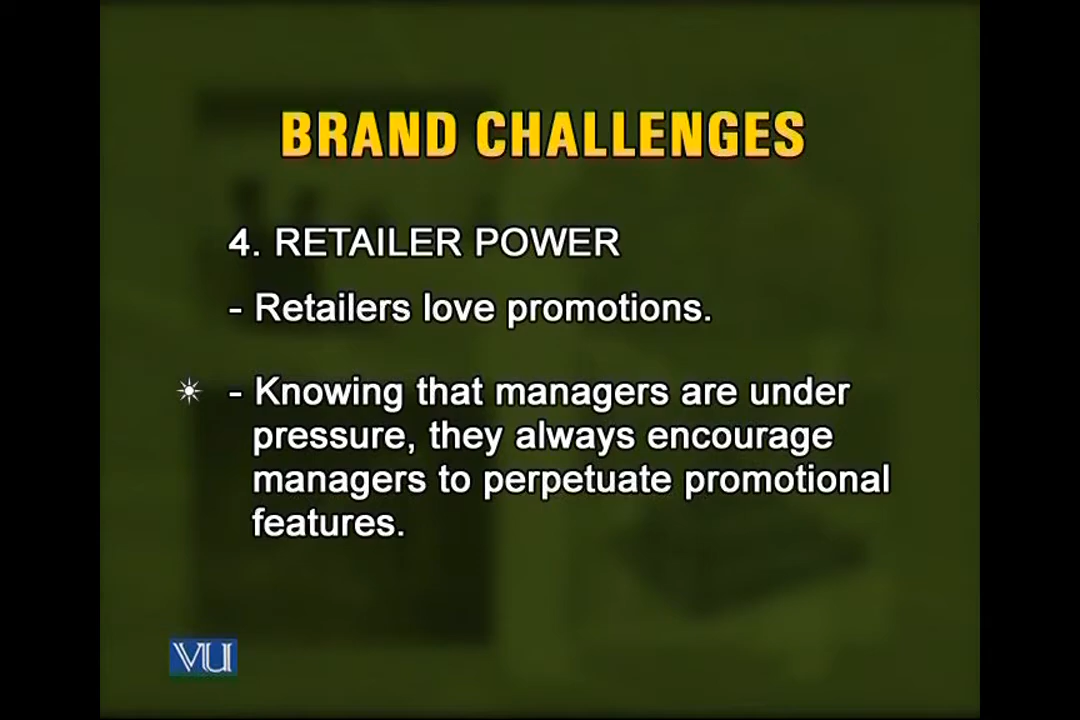 BRAND CHALLENGES
4. RETAILER POWER
- Retailers love promotions.
- Knowing that managers are under
pressure, they always encourage
managers to perpetuate promotional
features.
VU